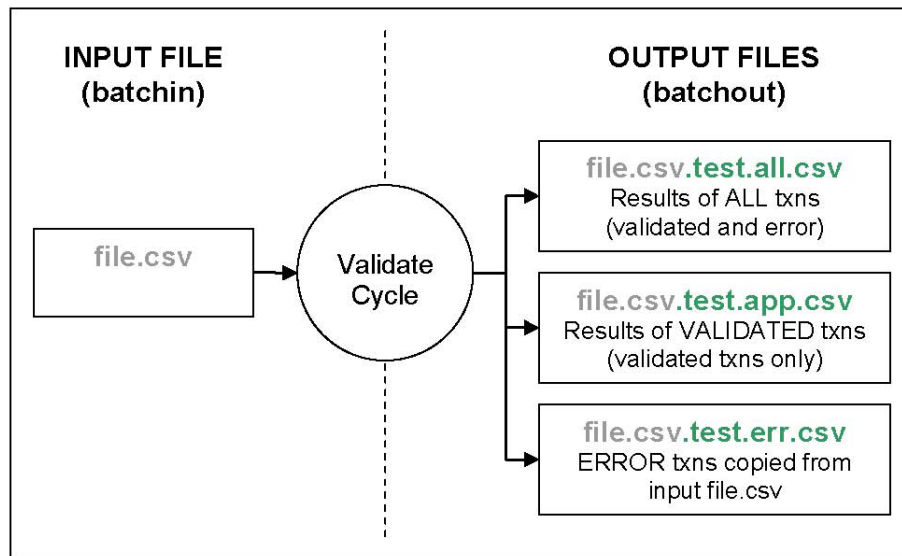 INPUT FILE
(batchin)
file.csv
Validate
Cycle
OUTPUT FILES
(batchout)
file.csv.test.all.csv
Results of ALL txns
(validated and error)
file.csv.test.app.csv
Results of VALIDATED txns
(validated txns only)
file.csv.test.err.csv
ERROR txns copied from
input file.csv